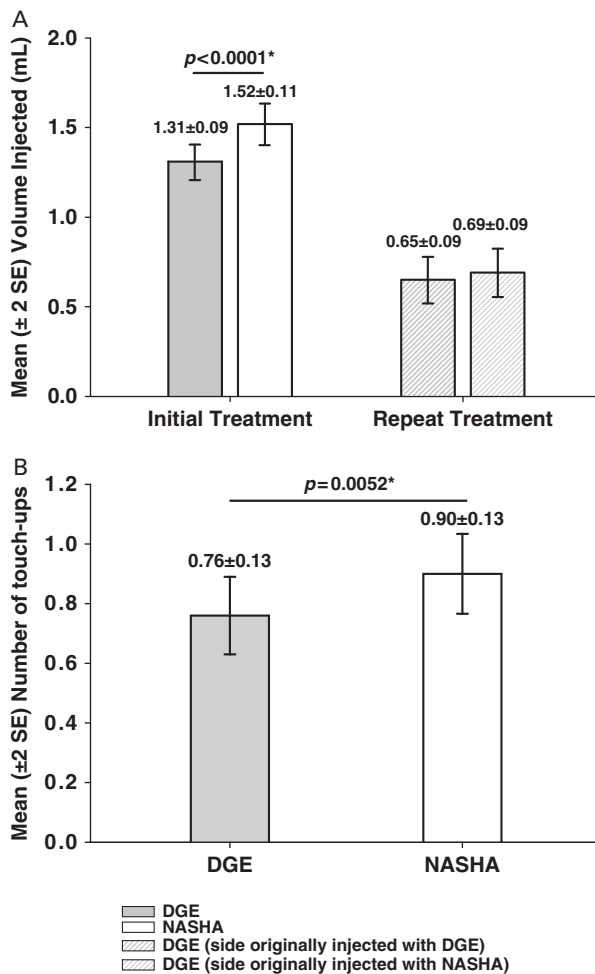 A
Mean (± 2 SE) Volume Injected (mL)
2.0
1.5
1.0
0.5
0.0
p<0.0001*
1.31±0.09
1.52±0.11
0.65±0.09
0.69±0.09
Initial Treatment
Repeat Treatment
B
Mean (±2 SE) Number of touch-ups
1.2
1.0
0.8
0.6
0.4
0.2
0.0
p=0.0052*
0.76±0.13
0.90±0.13
DGE
NASHA
DGE
NASHA
DGE (side originally injected with DGE)
DGE (side originally injected with NASHA)